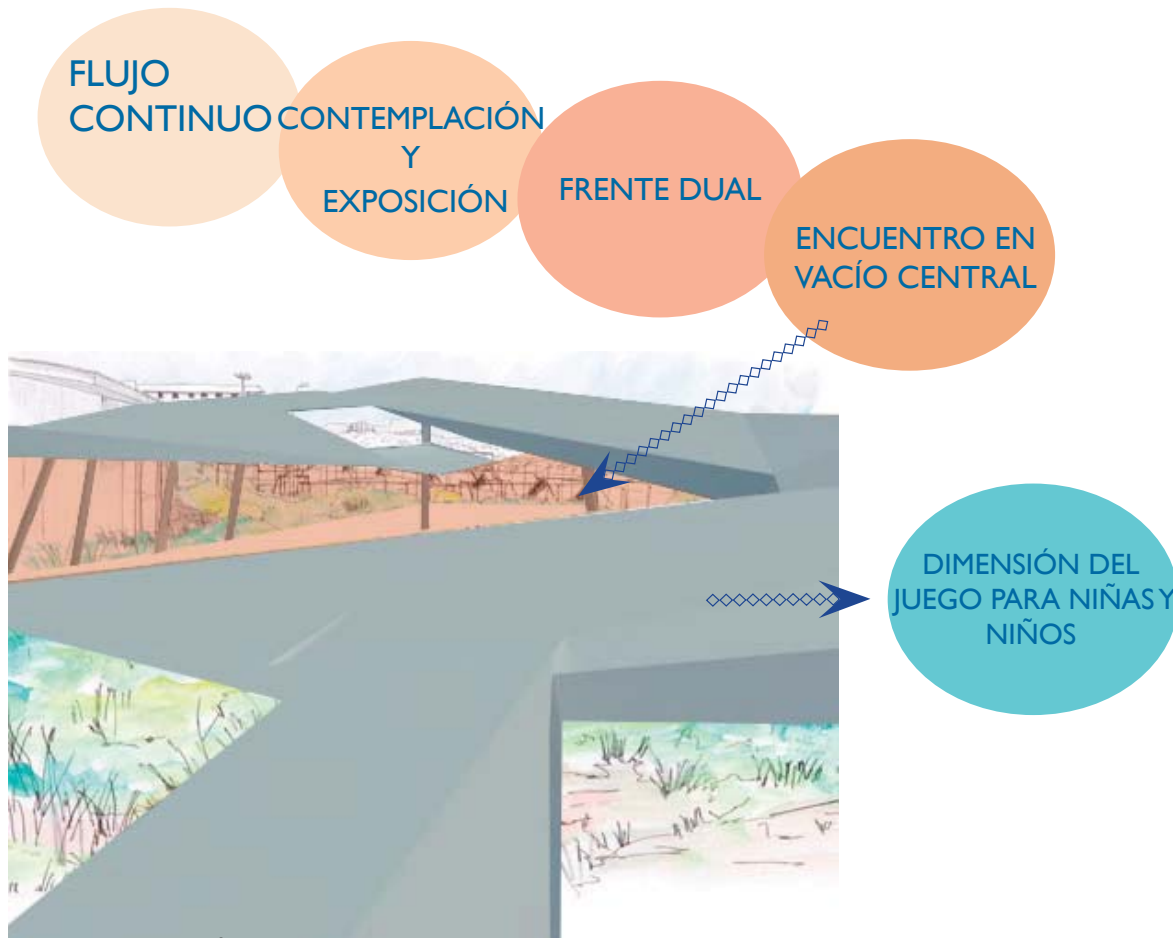 FLUJO
CONTINUO
CONTEMPLACIÓN
Y
EXPOSICIÓN
FRENTE DUAL
ENCUENTRO EN
VACÍO CENTRAL
DIMENSIÓN DEL
JUEGO PARA NIÑAS Y
NIÑOS